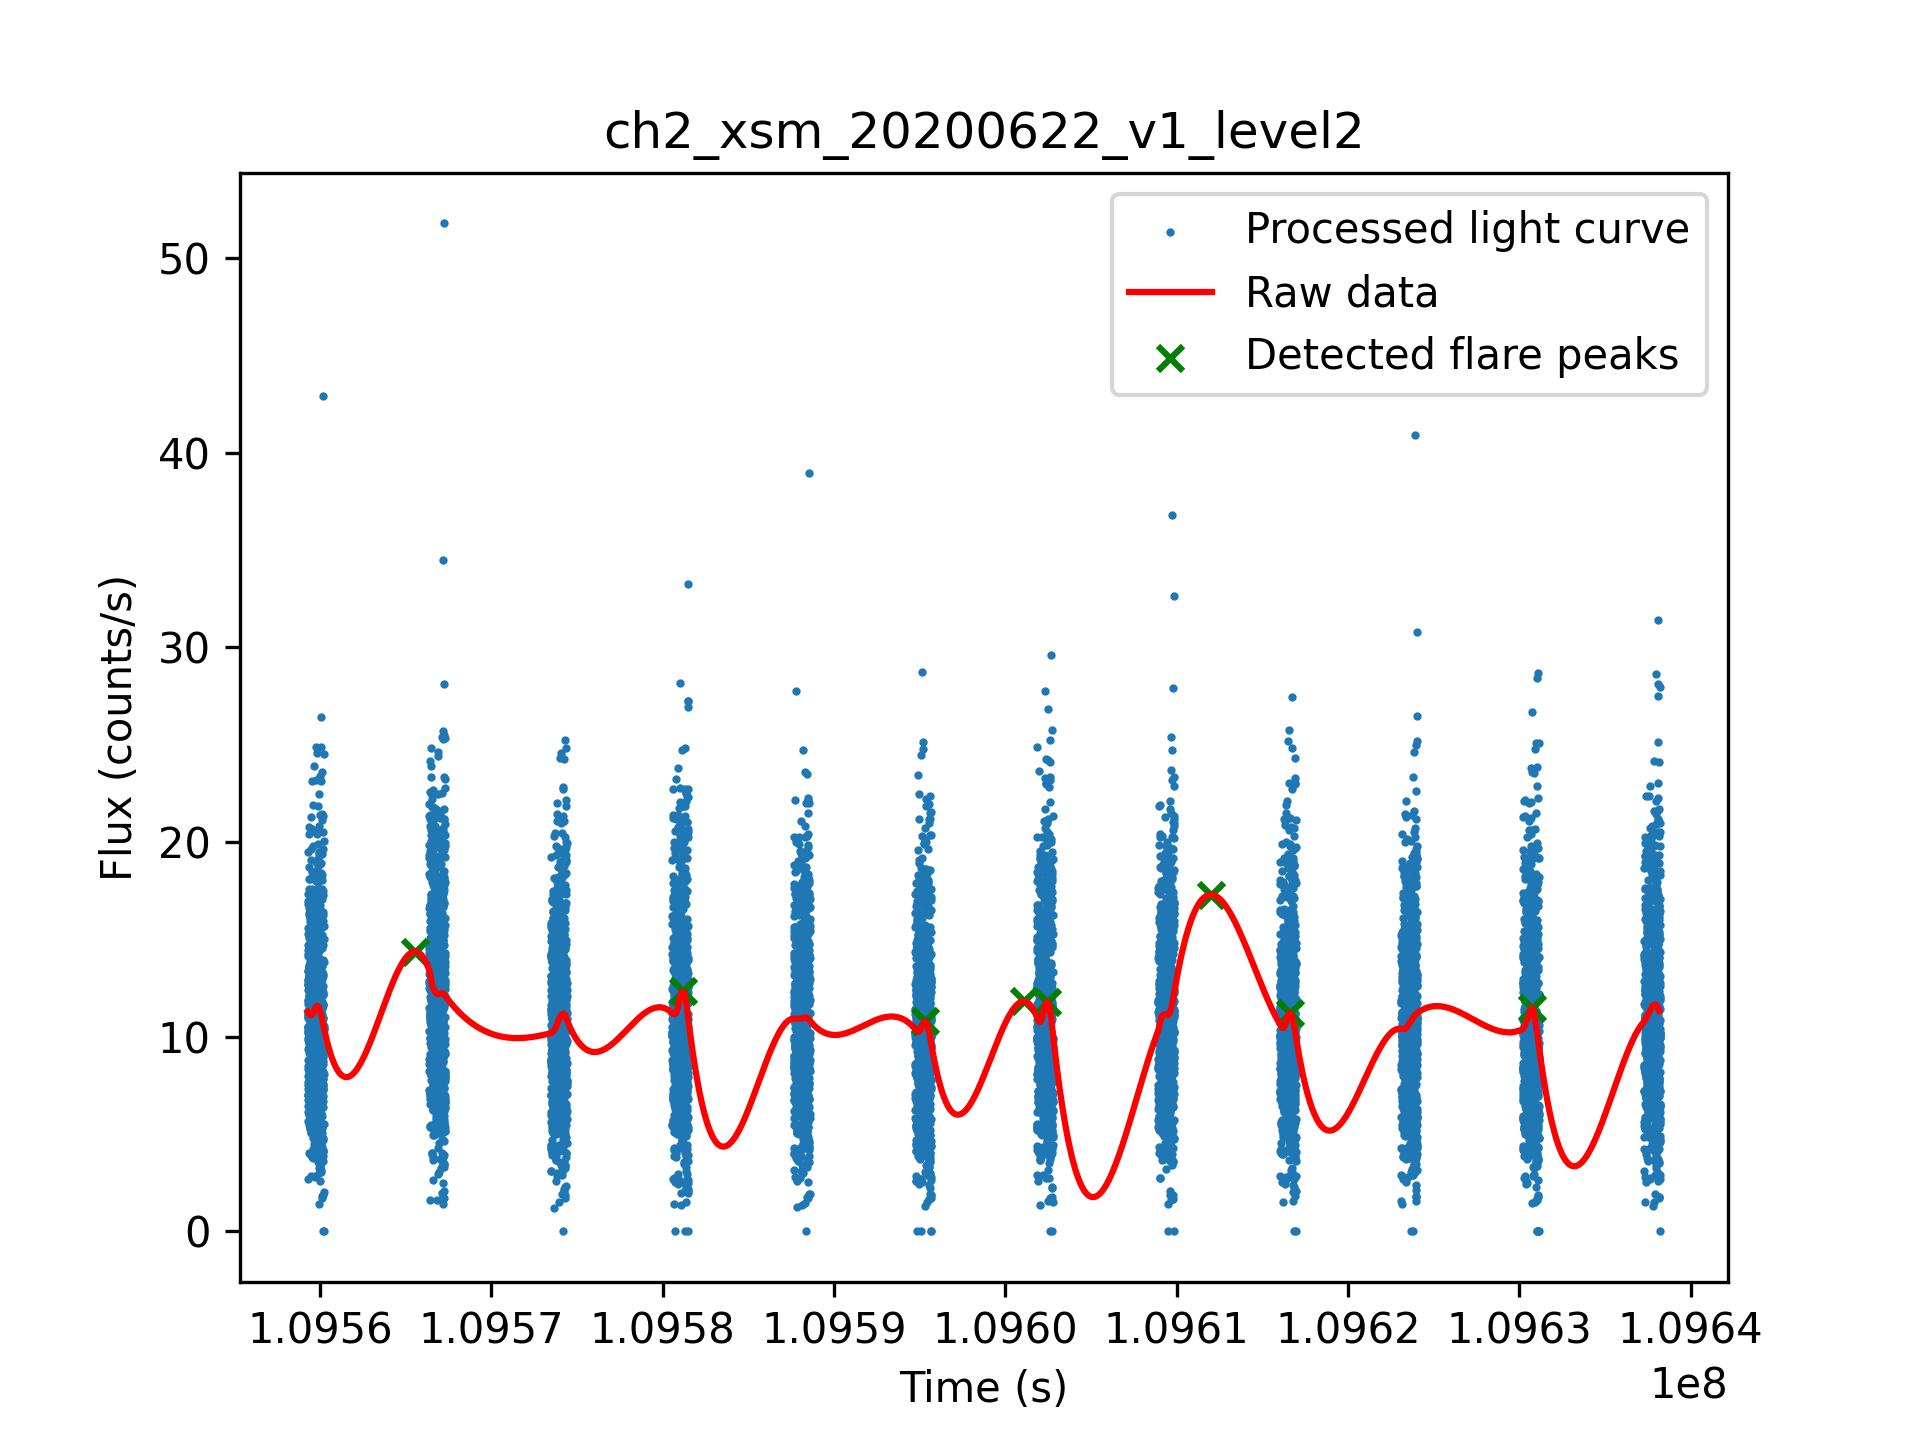 ch2_xsm_20200622_v1_level2
Processed light curve
Raw data
Detected flare peaks
Flux (counts/s)
50
40
30
20
10
0
1.0956 1.0957 1.0958 1.0959 1.0960 1.0961 1.0962 1.0963 1.0964
1e8
Time (s)